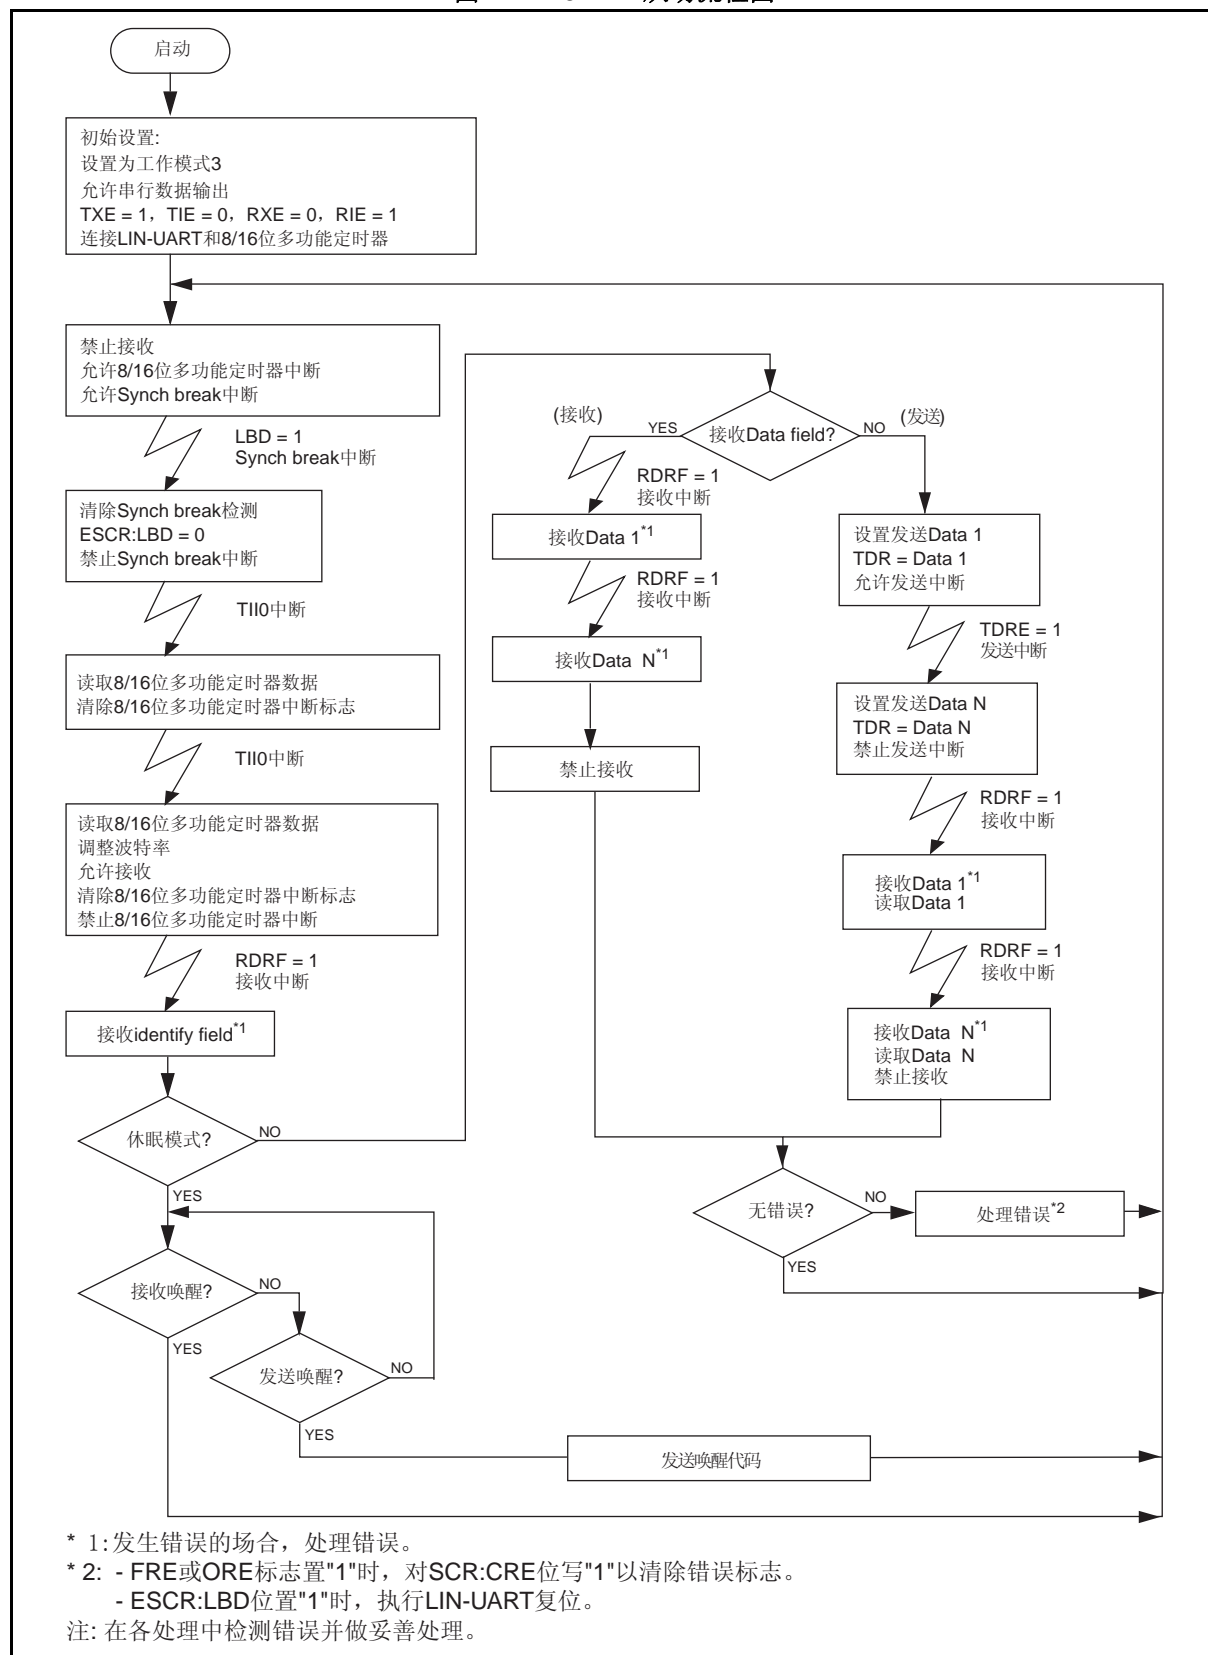 启动
初始设置:
设置为工作模式3
允许串行数据输出
TXE = 1，TIE = 0，RXE = 0，RIE = 1
连接LIN-UART和8/16位多功能定时器
禁止接收
允许8/16位多功能定时器中断
允许Synch break中断
LBD = 1
Synch break中断
清除Synch break检测
ESCR:LBD = 0
禁止Synch break中断
TII0中断
读取8/16位多功能定时器数据
清除8/16位多功能定时器中断标志
TII0中断
读取8/16位多功能定时器数据
调整波特率
允许接收
清除8/16位多功能定时器中断标志
禁止8/16位多功能定时器中断
RDRF = 1
接收中断
接收identify field*1
休眠模式?
NO
YES
接收唤醒?
NO
YES
发送唤醒?
NO
YES
发送唤醒代码
接收Data field?
(接收)
YES
NO
(发送)
RDRF = 1
接收中断
接收Data 1*1
RDRF = 1
接收中断
接收Data N*1
禁止接收
设置发送Data 1
TDR = Data 1
允许发送中断
TDRE = 1
发送中断
设置发送Data N
TDR = Data N
禁止发送中断
RDRF = 1
接收中断
接收Data 1*1
读取Data 1
RDRF = 1
接收中断
接收Data N*1
读取Data N
禁止接收
无错误?
NO
处理错误*2
YES
* 1:发生错误的场合，处理错误。
* 2: - FRE或ORE标志置"1"时，对SCR:CRE位写"1"以清除错误标志。
- ESCR:LBD位置"1"时，执行LIN-UART复位。
注: 在各处理中检测错误并做妥善处理。